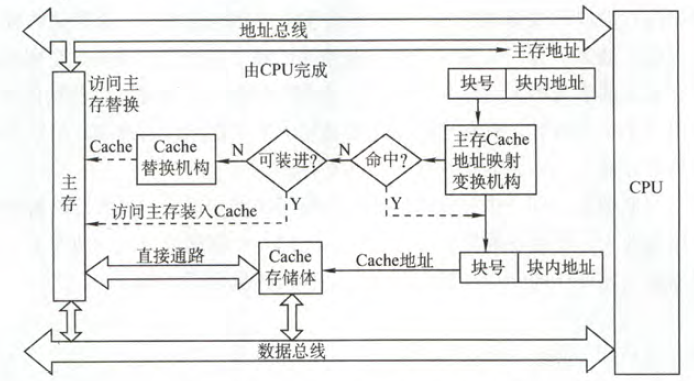 地址总线
主存地址
由CPU完成
访问主
存替换
块号 块内地址
Cache
Cache
替换机构
N
可装进?
N
命中?
主存Cache
地址映射
变换机构
CPU
主存
Y
Y
访问主存装入Cache
直接通路
Cache
存储体
Cache地址
块号 块内地址
数据总线